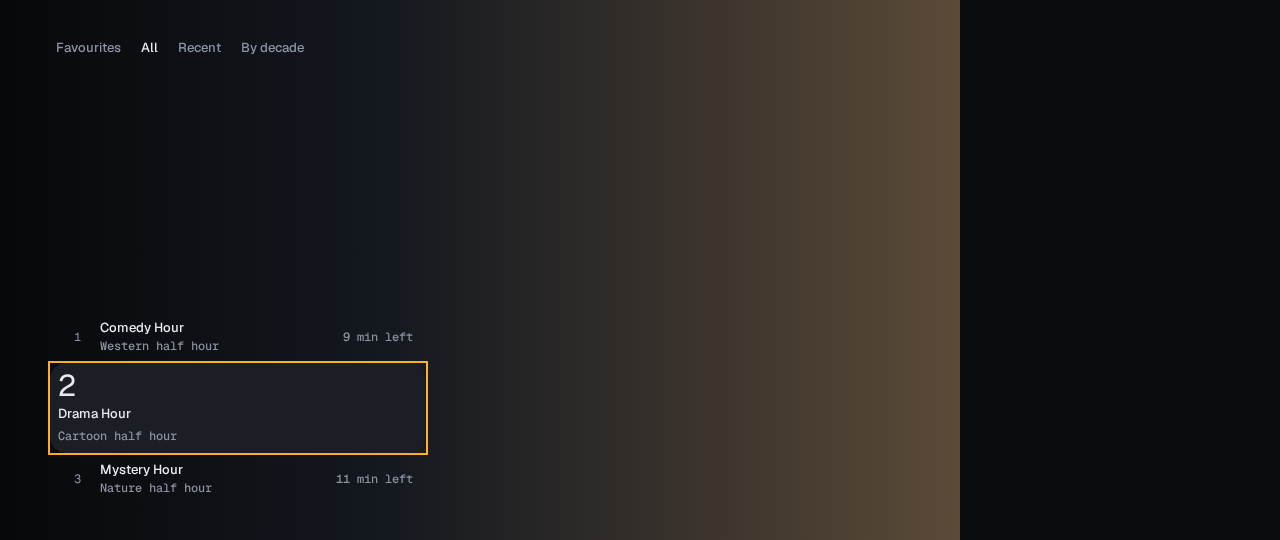 Favourites All Recent By decade
1 Comedy Hour 9 min left
Western half hour
2
Drama Hour
Cartoon half hour
3 Mystery Hour 11 min left
Nature half hour